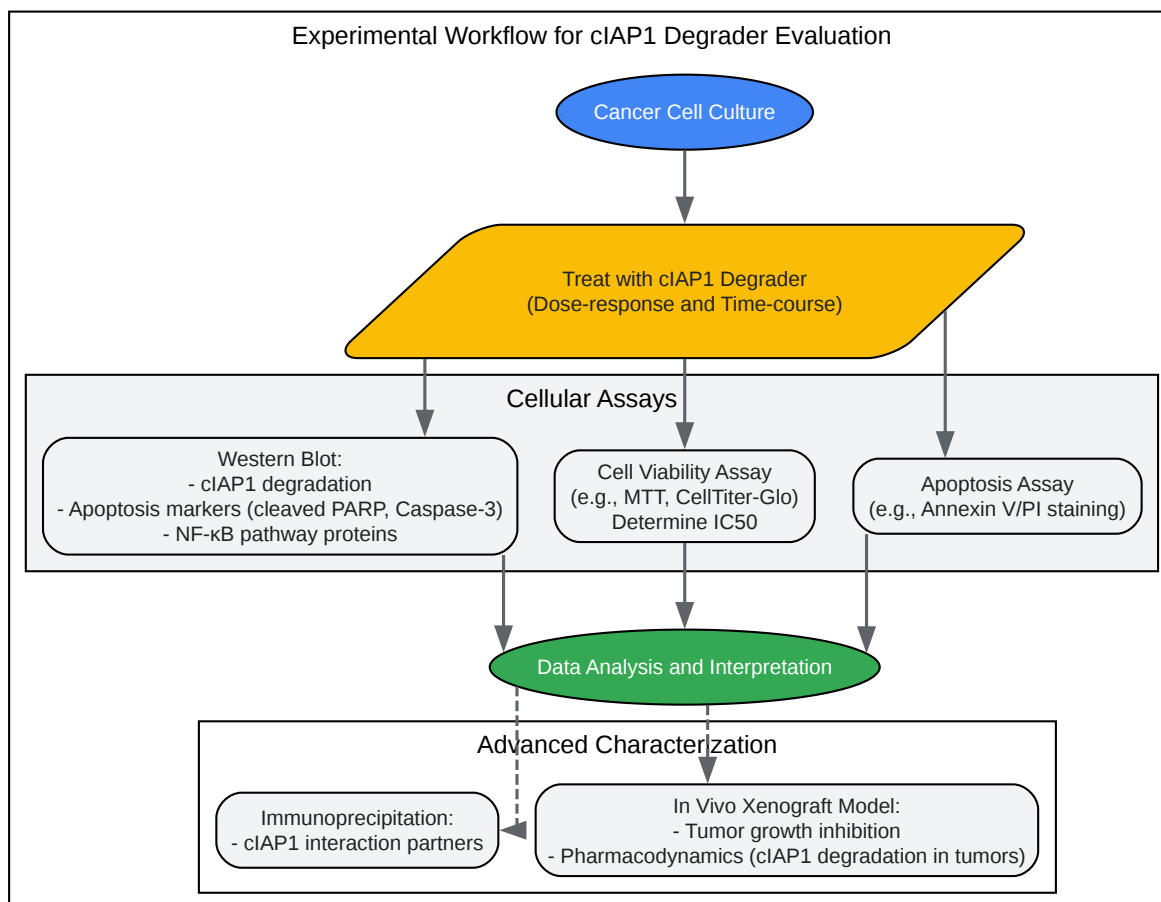 Experimental Workflow for cIAP1 Degrader Evaluation
Cancer Cell Culture
Treat with cIAP1 Degrader
(Dose-response and Time-course)
Cellular Assays
Western Blot:
- cIAP1 degradation
- Apoptosis markers (cleaved PARP, Caspase-3)
- NF-κB pathway proteins
Cell Viability Assay
(e.g., MTT, CellTiter-Glo)
Determine IC50
Apoptosis Assay
(e.g., Annexin V/PI staining)
Data Analysis and Interpretation
Advanced Characterization
Immunoprecipitation:
- cIAP1 interaction partners
In Vivo Xenograft Model:
- Tumor growth inhibition
- Pharmacodynamics (cIAP1 degradation in tumors)